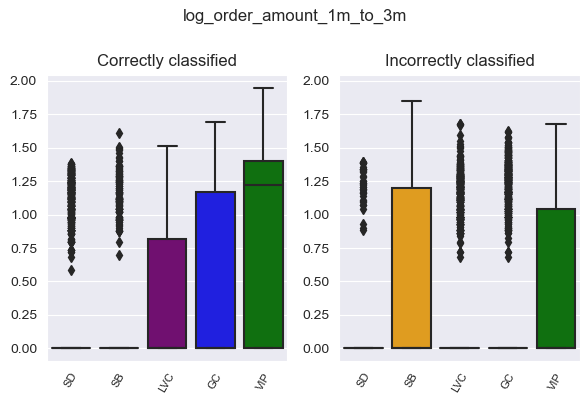 log_order_amount_1m_to_3m
Correctly classified
2.00
1.75
1.50
1.25
1.00
0.75
0.50
0.25
0.00
SD
SB
LVC
GC
VIP
Incorrectly classified
2.00
1.75
1.50
1.25
1.00
0.75
0.50
0.25
0.00
SD
SB
LVC
GC
VIP